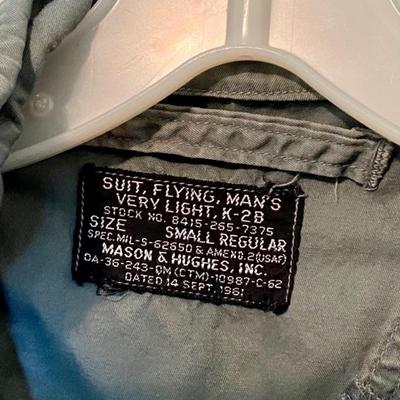 SUIT, FLYING, MAN'S
VERY LIGHT, K-2B
STOCK NO. 8415-265-7375
SIZE SMALL REGULAR
SPEC. MIL-S-62650 & AMEND.2(USAF)
MASON & HUGHES, INC.
DA-36-243-QM(CTM)-10987-C-62
DATED 14 SEPT. 1961